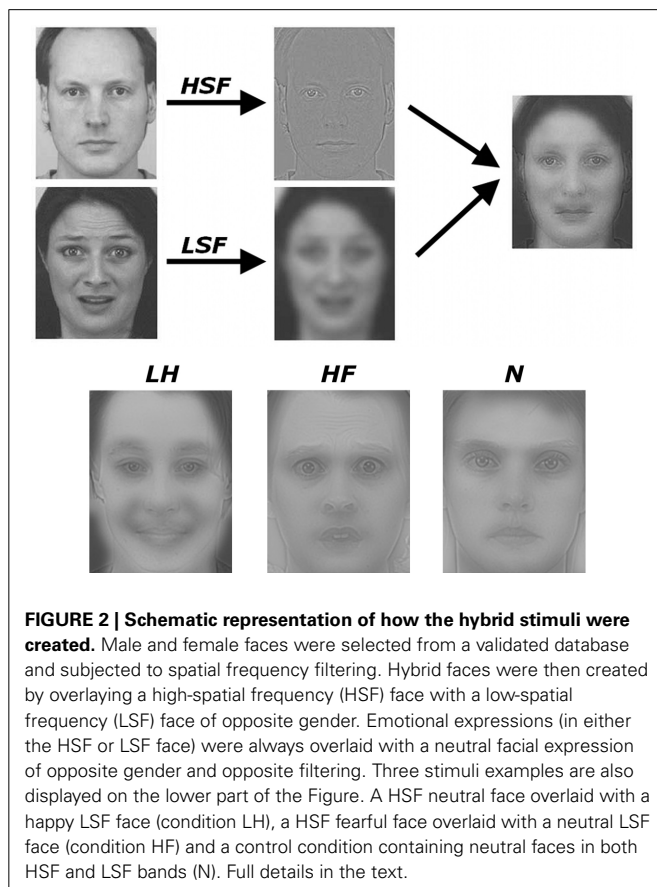 HSF
LSF
LH HF N
FIGURE 2 | Schematic representation of how the hybrid stimuli were
created. Male and female faces were selected from a validated database
and subjected to spatial frequency filtering. Hybrid faces were then created
by overlaying a high-spatial frequency (HSF) face with a low-spatial
frequency (LSF) face of opposite gender. Emotional expressions (in either
the HSF or LSF face) were always overlaid with a neutral facial expression
of opposite gender and opposite filtering. Three stimuli examples are also
displayed on the lower part of the Figure. A HSF neutral face overlaid with a
happy LSF face (condition LH), a HSF fearful face overlaid with a neutral LSF
face (condition HF) and a control condition containing neutral faces in both
HSF and LSF bands (N). Full details in the text.